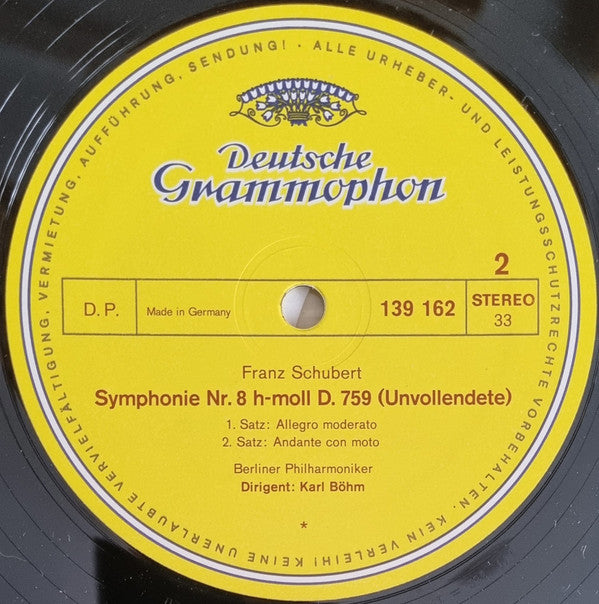 ALLE URHEBER- UND LEISTUNGSSCHUTZRECHTE VORBEHALTEN. KEIN VERLEIH! KEINE UNERLAUBTE VERVIELFÄLTIGUNG, VERMIETUNG, AUFFÜHRUNG, SENDUNG! ·
Deutsche
Grammophon
2
D. P.
Made in Germany
139 162
STEREO
33
Franz Schubert
Symphonie Nr. 8 h-moll D. 759 (Unvollendete)
1. Satz: Allegro moderato
2. Satz: Andante con moto
Berliner Philharmoniker
Dirigent: Karl Böhm
*